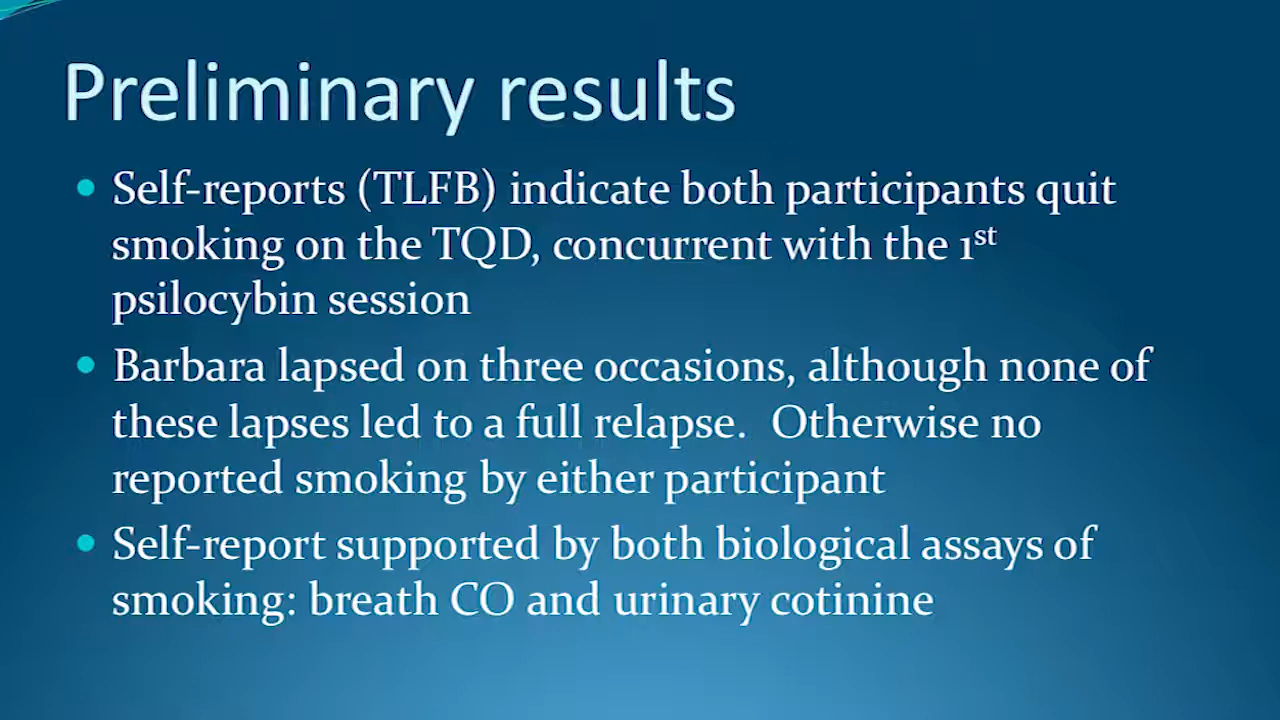 Preliminary results
Self-reports (TLFB) indicate both participants quit
smoking on the TQD, concurrent with the 1st
psilocybin session
Barbara lapsed on three occasions, although none of
these lapses led to a full relapse.  Otherwise no
reported smoking by either participant
Self-report supported by both biological assays of
smoking: breath CO and urinary cotinine